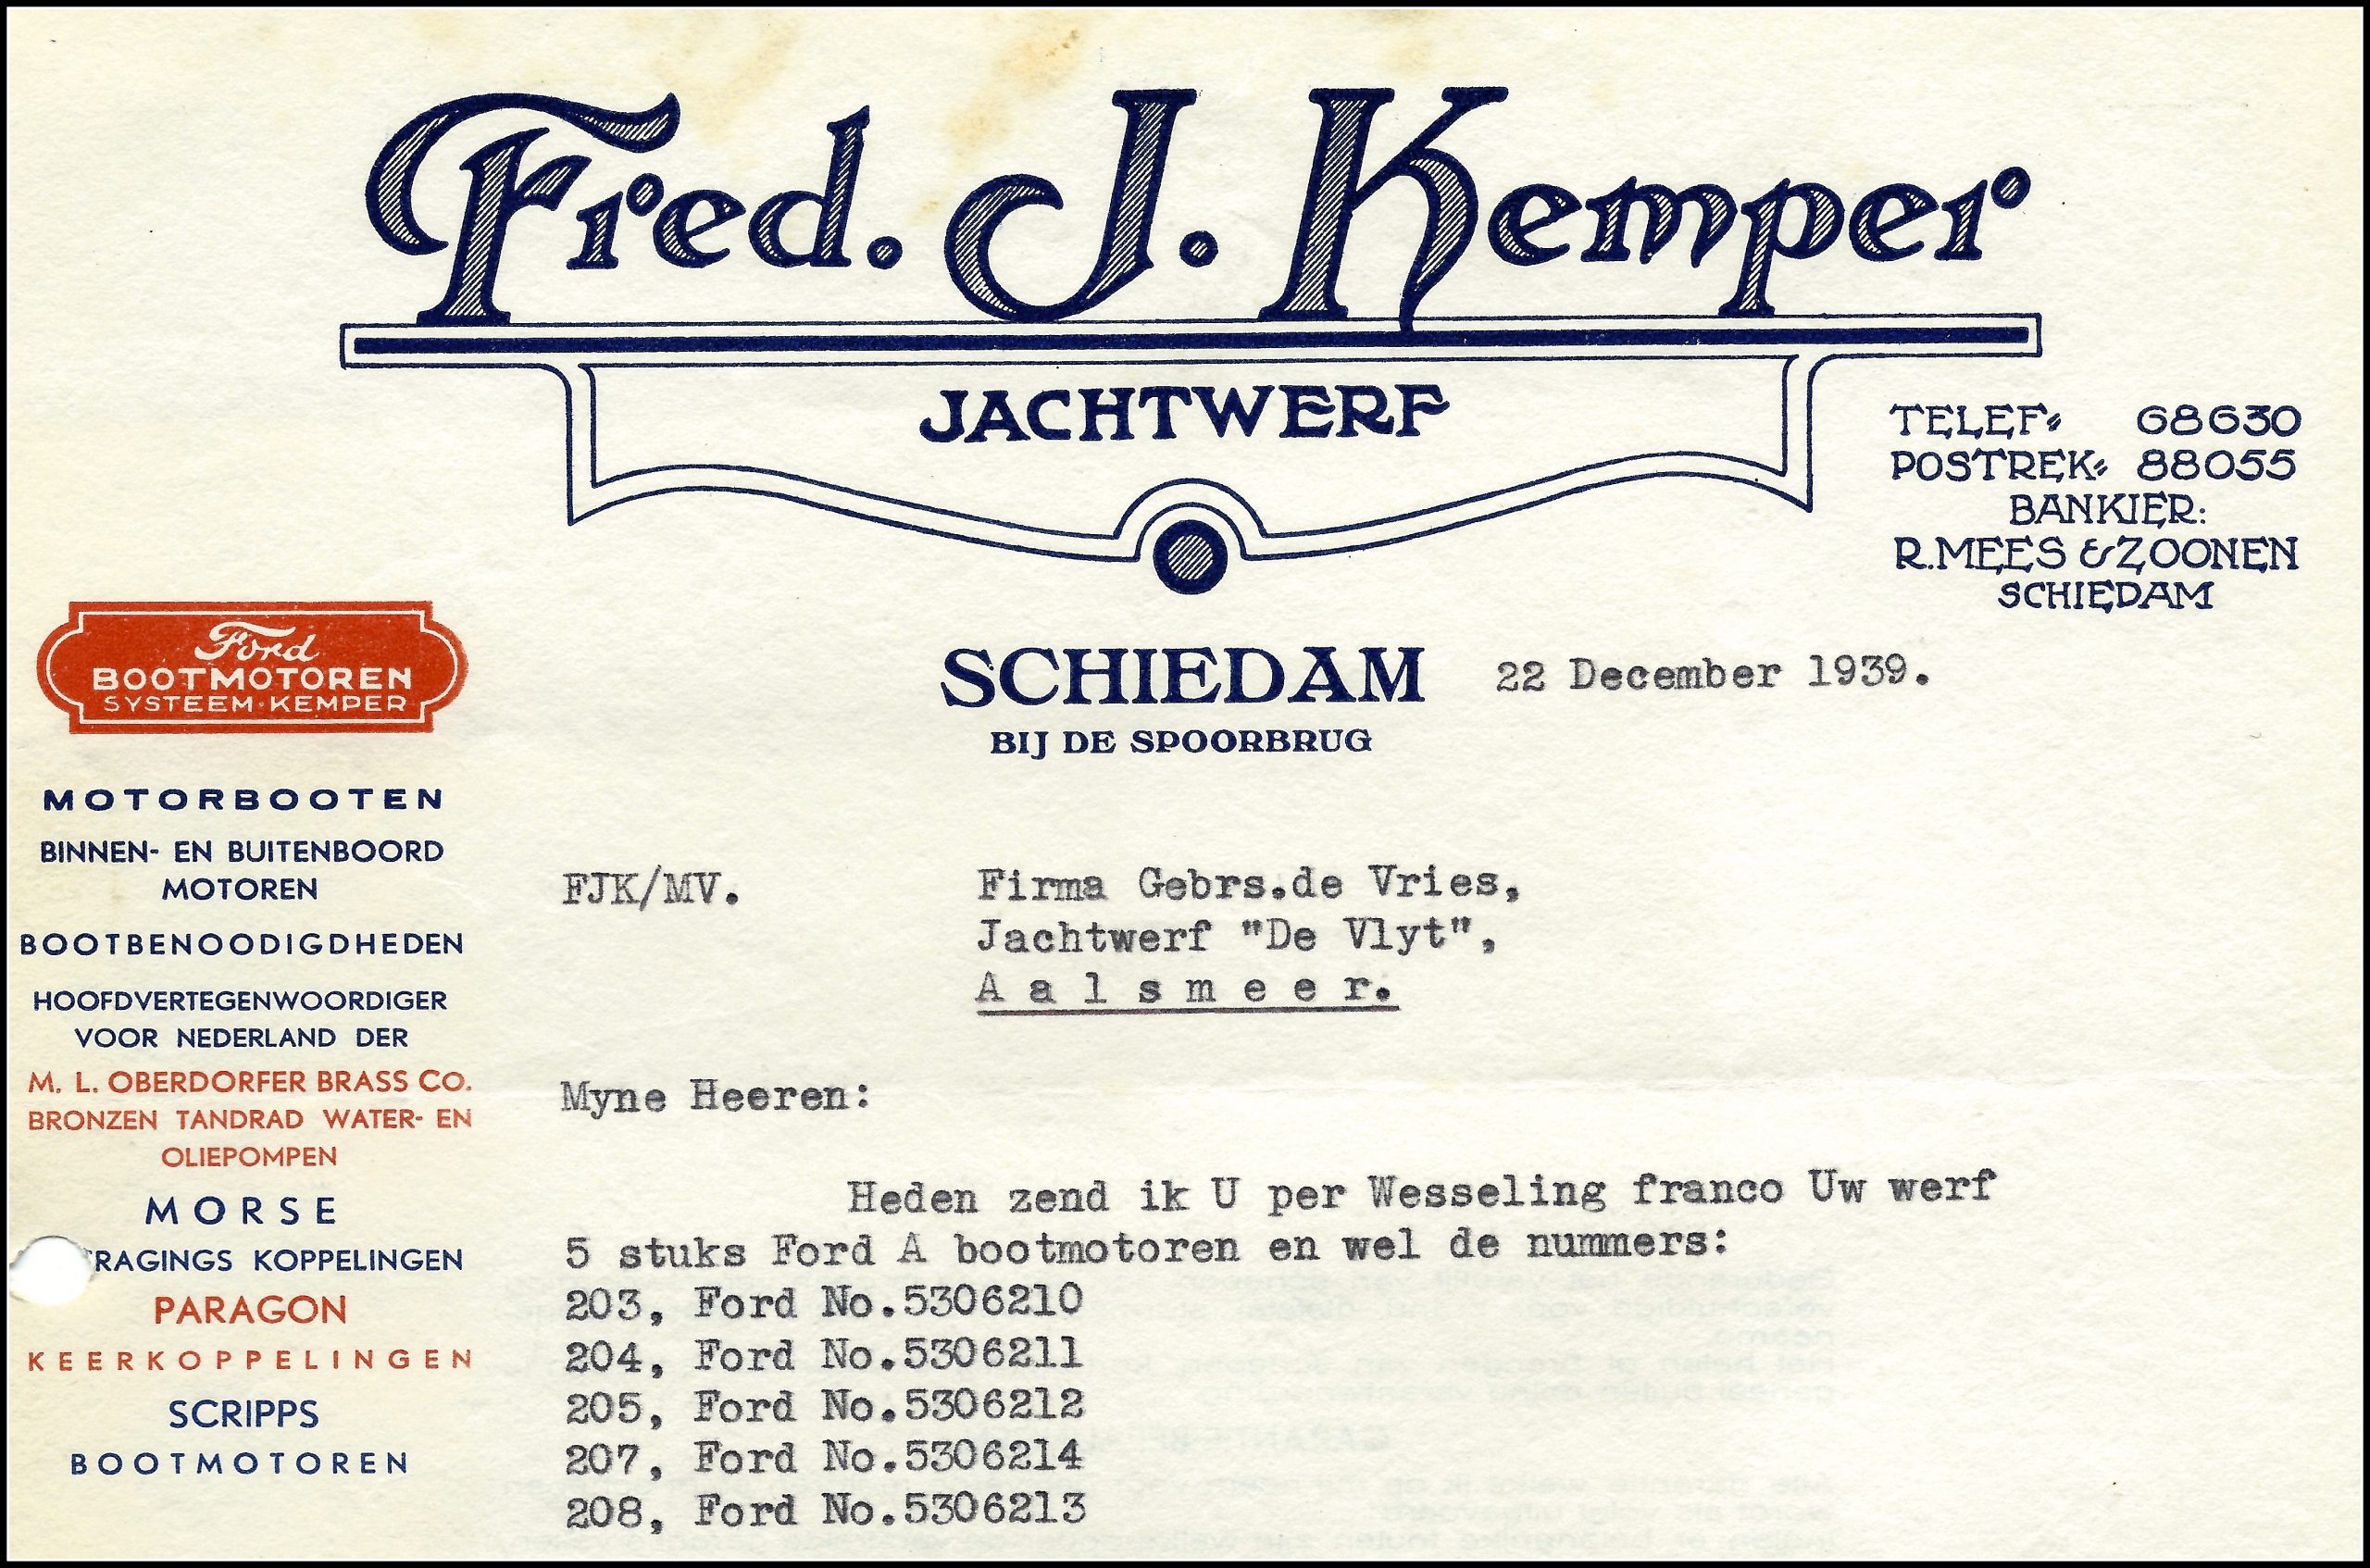 Fred. J. Kemper
JACHTWERF
TELEF: 68630
POSTREK: 88055
BANKIER:
R. MEES & ZOONEN
SCHIEDAM
SCHIEDAM
BIJ DE SPOORBRUG
22 December 1939.
Ford
BOOTMOTOREN
SYSTEEM·KEMPER
MOTORBOOTEN
BINNEN- EN BUITENBOORD
MOTOREN
BOOTBENOODIGDHEDEN
HOOFDVERTEGENWOORDIGER
VOOR NEDERLAND DER
M. L. OBERDORFER BRASS CO.
BRONZEN TANDRAD WATER- EN
OLIEPOMPEN
MORSE
RAGINGS KOPPELINGEN
PARAGON
KEERKOPPELINGEN
SCRIPPS
BOOTMOTOREN
FJK/MV.
Firma Gebrs.de Vries,
Jachtwerf "De Vlyt",
A a l s m e e r.
Myne Heeren:
Heden zend ik U per Wesseling franco Uw werf
5 stuks Ford A bootmotoren en wel de nummers:
203, Ford No.5306210
204, Ford No.5306211
205, Ford No.5306212
207, Ford No.5306214
208, Ford No.5306213